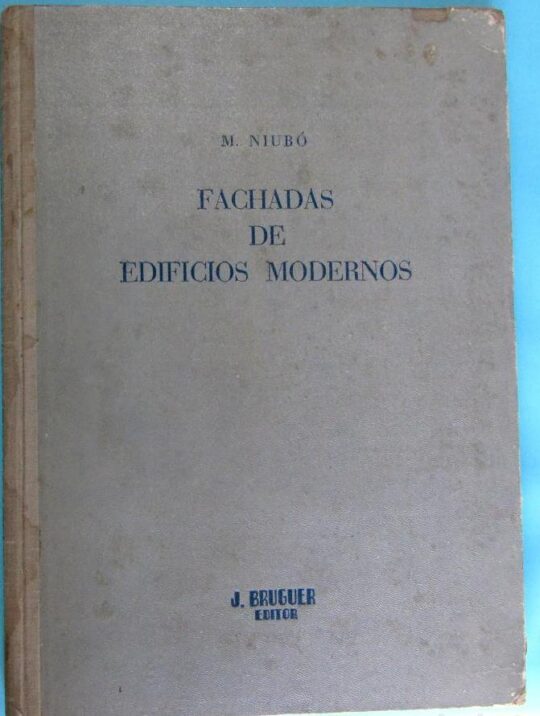 M. NIUBÓ
FACHADAS
DE
EDIFICIOS MODERNOS
J. BRUGUER
EDITOR